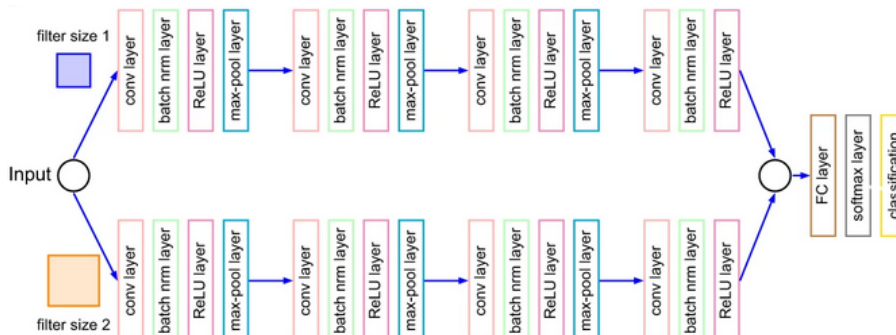 filter size 1
conv layer
batch nrm layer
ReLU layer
max-pool layer
conv layer
batch nrm layer
ReLU layer
max-pool layer
conv layer
batch nrm layer
ReLU layer
max-pool layer
conv layer
batch nrm layer
ReLU layer
Input
FC layer
softmax layer
classification
conv layer
batch nrm layer
ReLU layer
max-pool layer
conv layer
batch nrm layer
ReLU layer
max-pool layer
conv layer
batch nrm layer
ReLU layer
max-pool layer
conv layer
batch nrm layer
ReLU layer
filter size 2